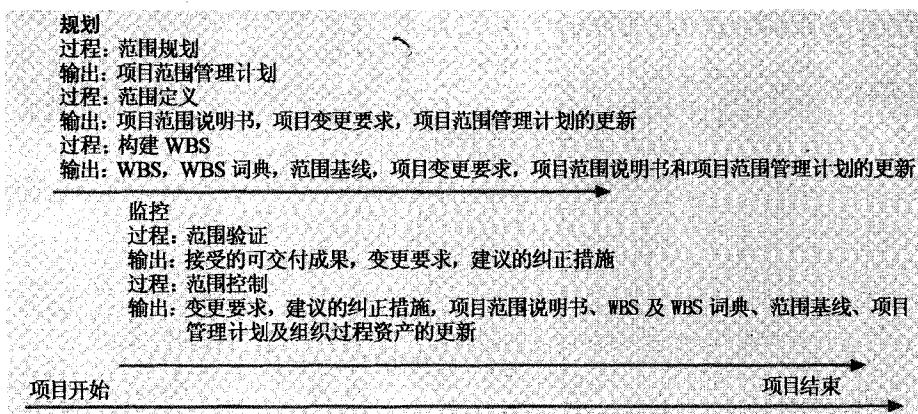 规划
过程：范围规划
输出：项目范围管理计划
过程：范围定义
输出：项目范围说明书，项目变更要求，项目范围管理计划的更新
过程：构建 WBS
输出：WBS，WBS 词典，范围基线，项目变更要求，项目范围说明书和项目范围管理计划的更新
监控
过程：范围验证
输出：接受的可交付成果，变更要求，建议的纠正措施
过程：范围控制
输出：变更要求，建议的纠正措施，项目范围说明书、WBS 及 WBS 词典、范围基线、项目
管理计划及组织过程资产的更新
项目开始
项目结束